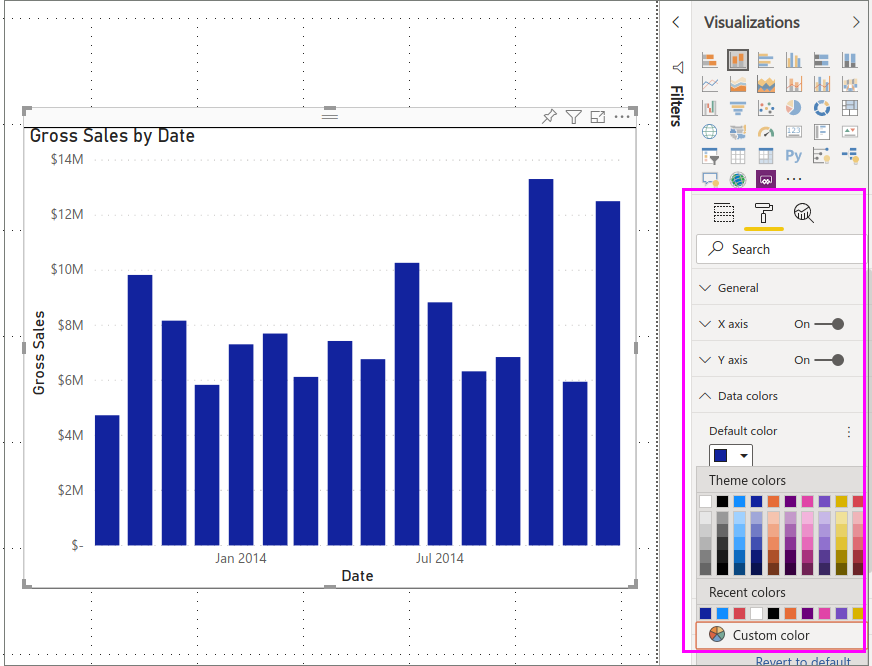 Visualizations
Filters
Gross Sales by Date
$14M
$12M
$10M
$8M
$6M
$4M
$2M
$-
Gross Sales
Jan 2014
Jul 2014
Date
123
Py
Search
General
X axis
On
Y axis
On
Data colors
Default color
Theme colors
Recent colors
Custom color
Revert to default